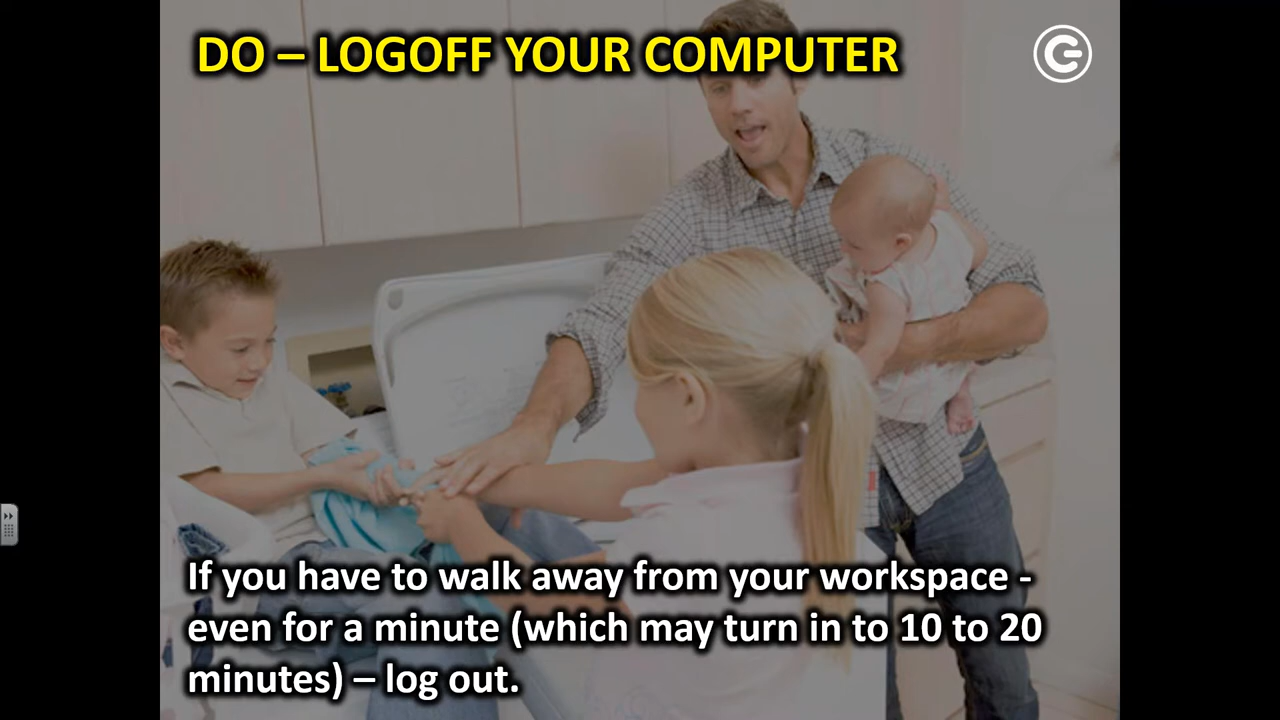 DO – LOGOFF YOUR COMPUTER
If you have to walk away from your workspace -
even for a minute (which may turn in to 10 to 20
minutes) – log out.